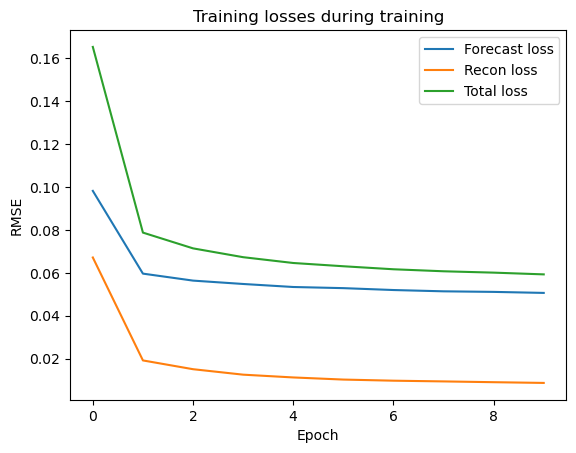 Training losses during training
RMSE
0.16
0.14
0.12
0.10
0.08
0.06
0.04
0.02
Forecast loss
Recon loss
Total loss
0
2
4
6
8
Epoch